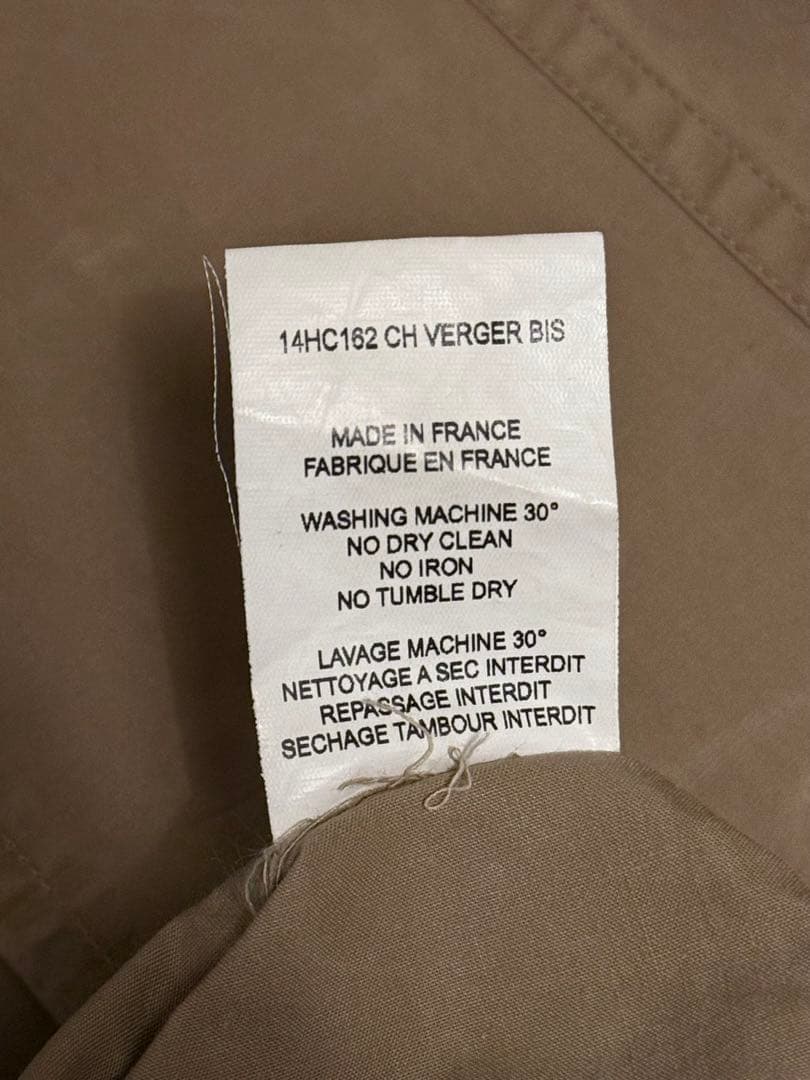 14HC162 CH VERGER BIS
MADE IN FRANCE
FABRIQUE EN FRANCE
WASHING MACHINE 30°
NO DRY CLEAN
NO IRON
NO TUMBLE DRY
LAVAGE MACHINE 30°
NETTOYAGE A SEC INTERDIT
REPASSAGE INTERDIT
SECHAGE TAMBOUR INTERDIT